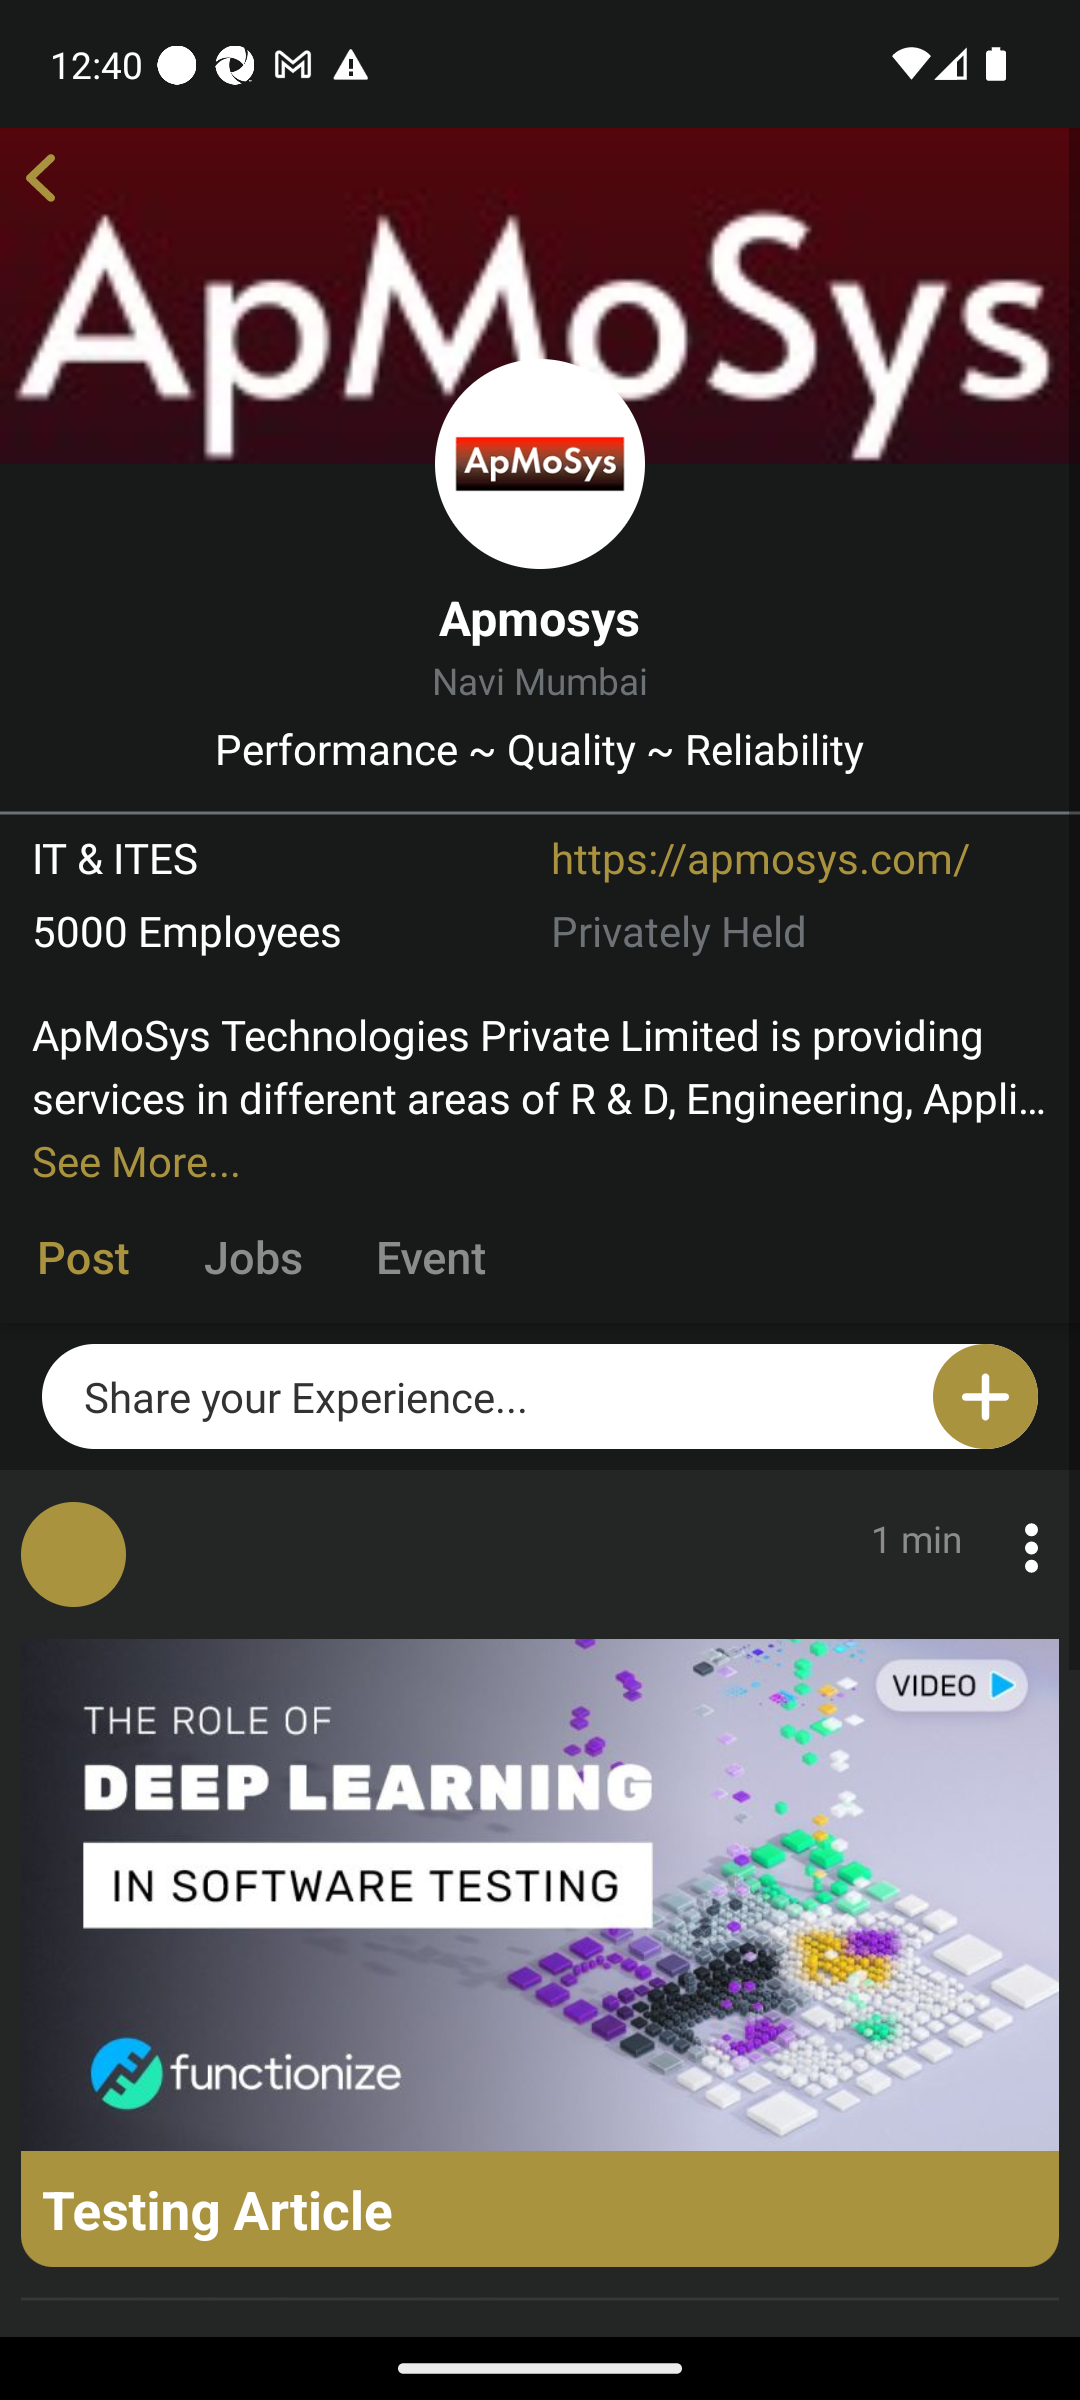 12:40
ApMoSys
ApMoSys
Apmosys
Navi Mumbai
Performance ~ Quality ~ Reliability
IT & ITES
https://apmosys.com/
5000 Employees
Privately Held
ApMoSys Technologies Private Limited is providing
services in different areas of R & D, Engineering, Appli...
See More...
Post Jobs Event
Share your Experience...
1 min
VIDEO
THE ROLE OF
DEEP LEARNING
IN SOFTWARE TESTING
functionize
Testing Article